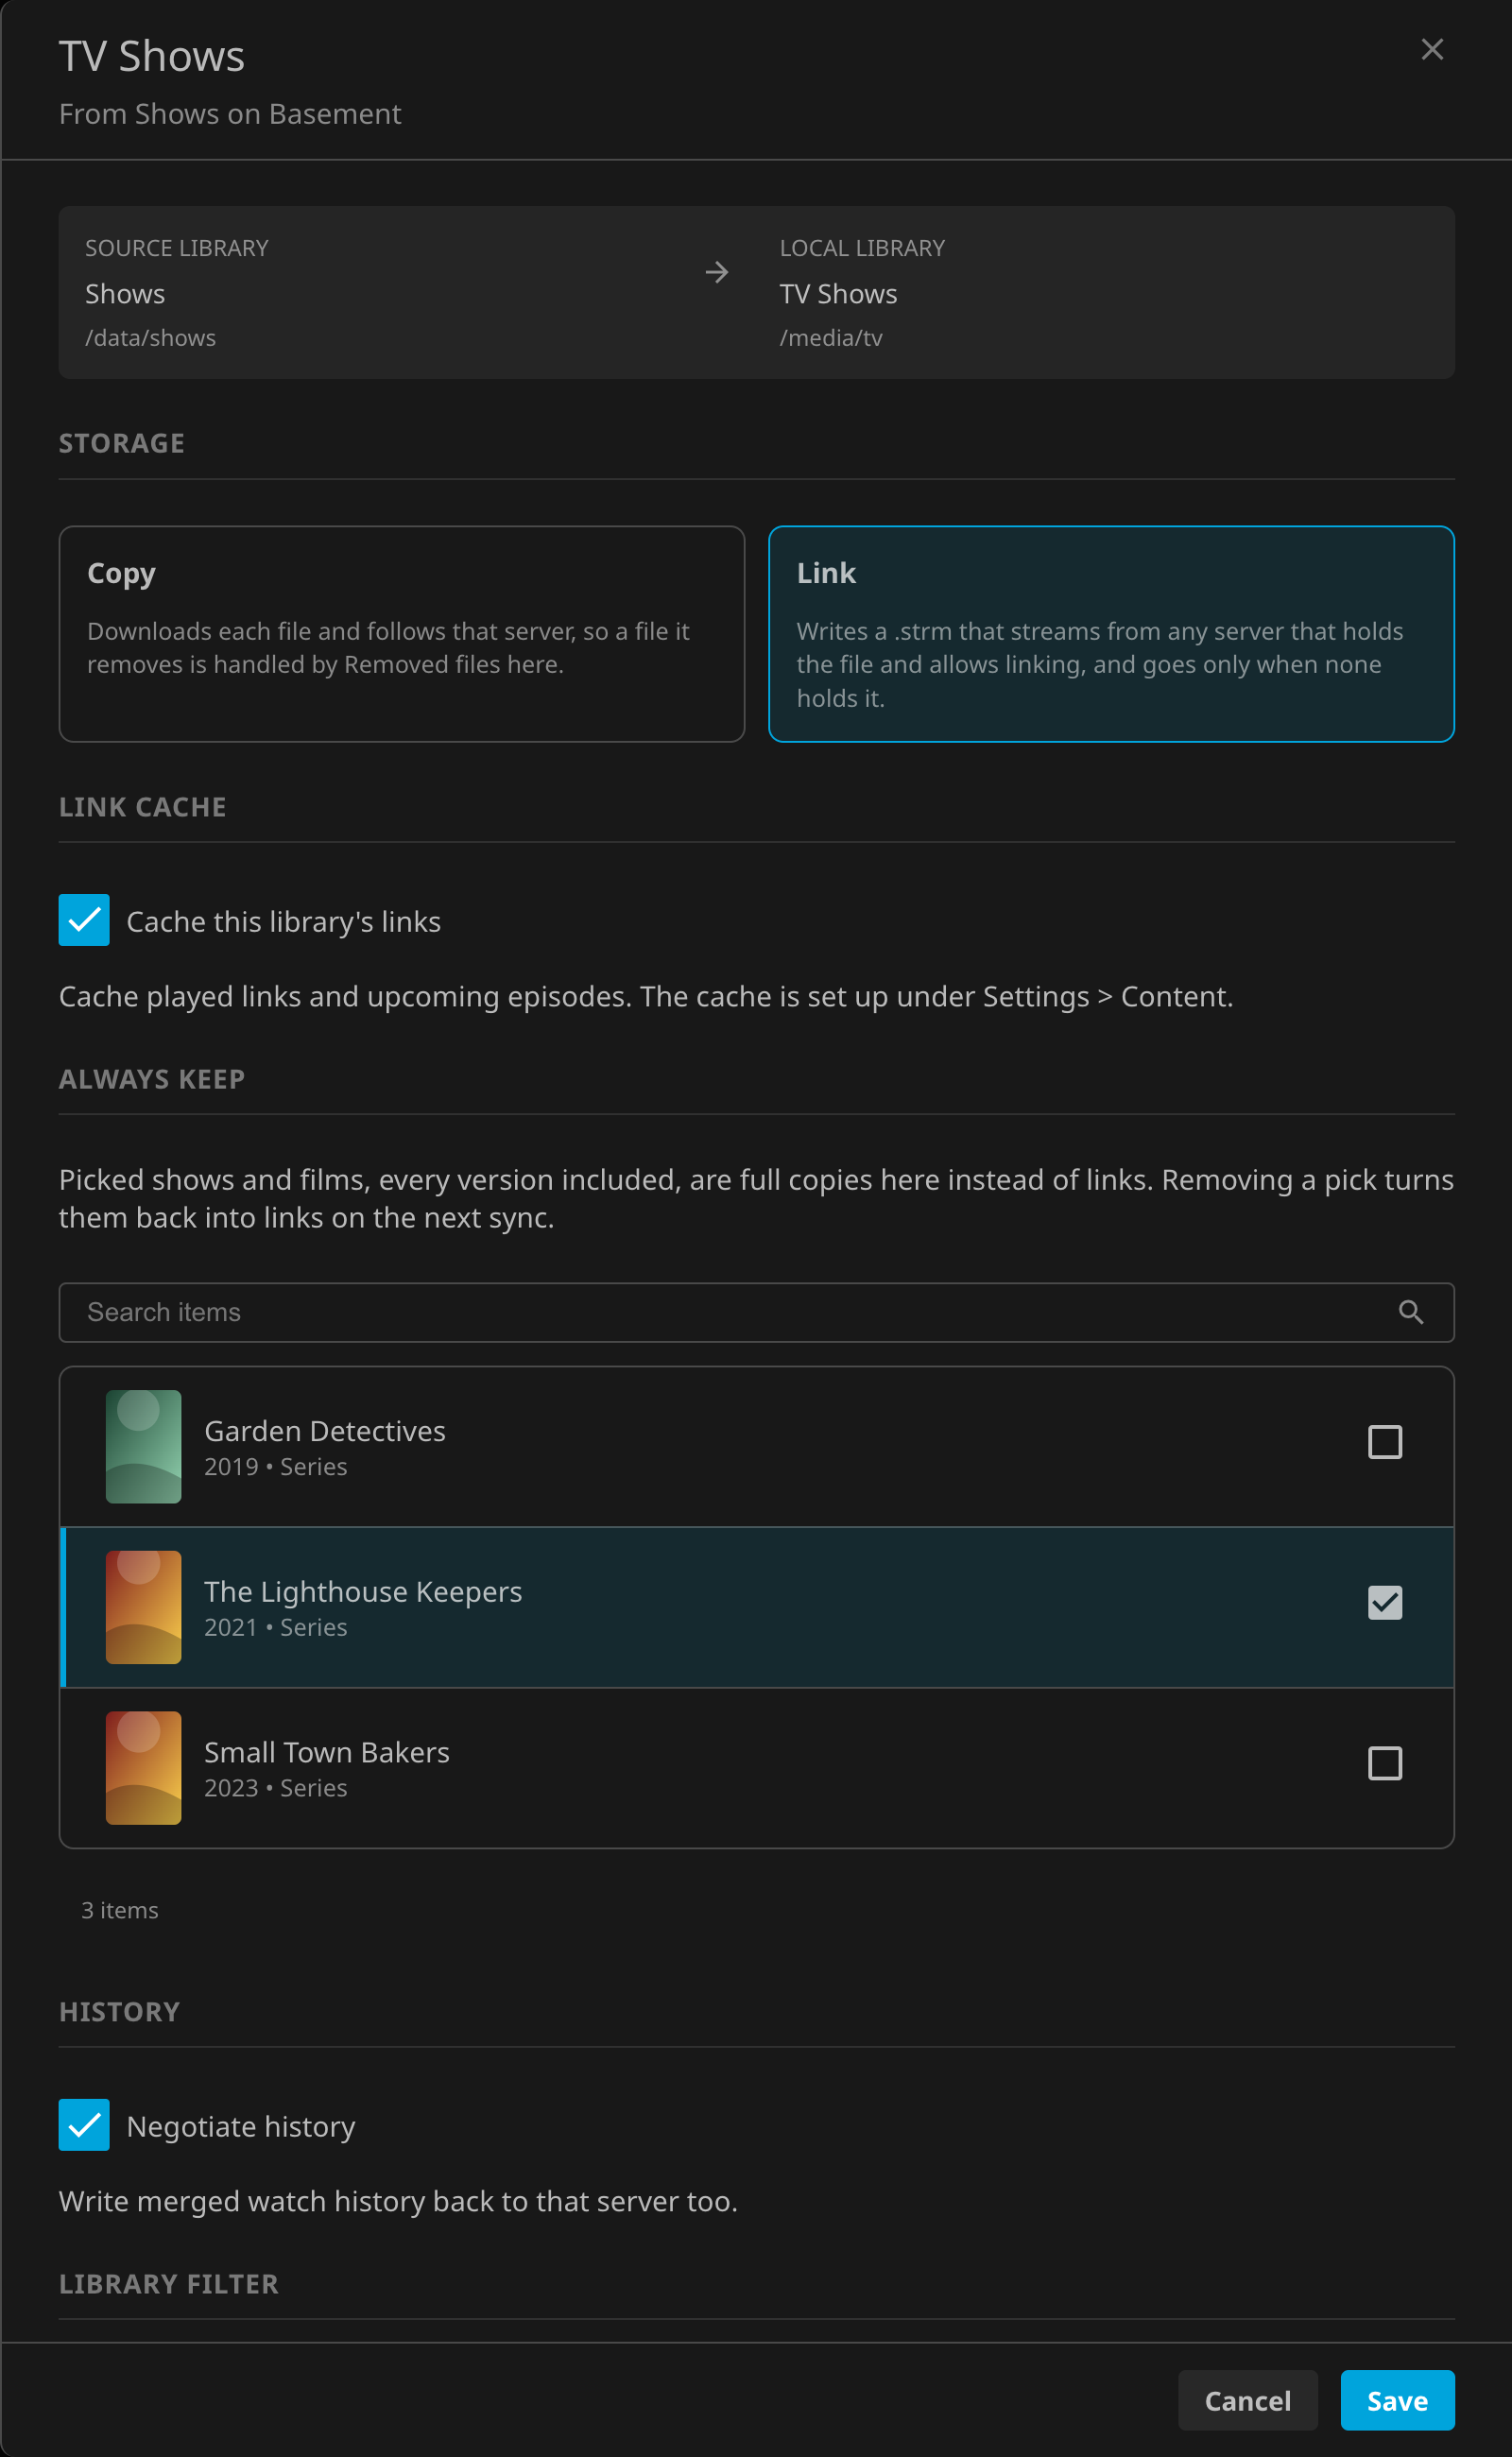 TV Shows
From Shows on Basement
SOURCE LIBRARY
Shows
/data/shows
LOCAL LIBRARY
TV Shows
/media/tv
STORAGE
Copy
Downloads each file and follows that server, so a file it
removes is handled by Removed files here.
Link
Writes a .strm that streams from any server that holds
the file and allows linking, and goes only when none
holds it.
LINK CACHE
Cache this library's links
Cache played links and upcoming episodes. The cache is set up under Settings > Content.
ALWAYS KEEP
Picked shows and films, every version included, are full copies here instead of links. Removing a pick turns
them back into links on the next sync.
Search items
Garden Detectives
2019 • Series
The Lighthouse Keepers
2021 • Series
Small Town Bakers
2023 • Series
3 items
HISTORY
Negotiate history
Write merged watch history back to that server too.
LIBRARY FILTER
Cancel
Save